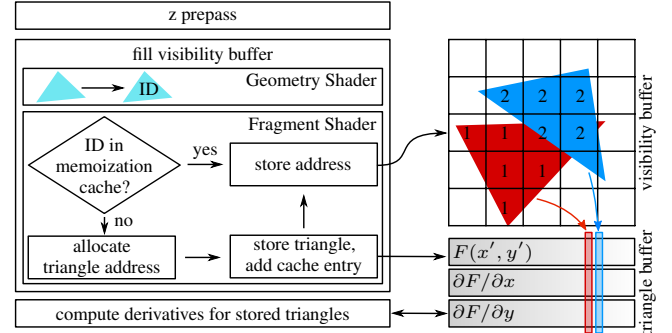 z prepass
fill visibility buffer
ID
Geometry Shader
Fragment Shader
ID in
memoization
cache?
yes
store address
no
allocate
triangle address
store triangle,
add cache entry
compute derivatives for stored triangles
2 2 2
1 1 2 2
1 1
1
visibility buffer
F(x′, y′)
∂F/∂x
∂F/∂y
triangle buffer